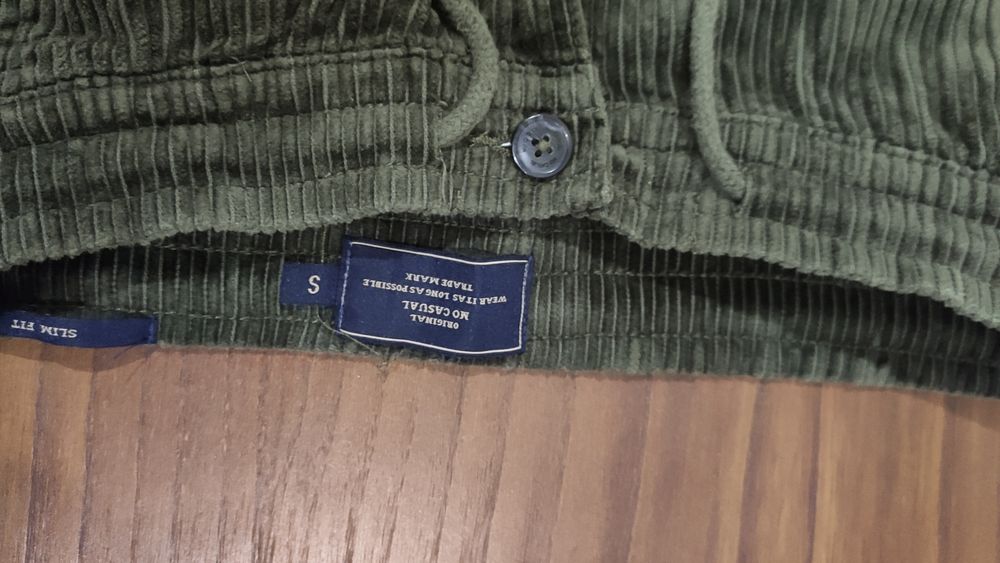 ORIGINAL
MO CASUAL
WEAR IT AS LONG AS POSSIBLE
TRADE MARK
S
SLIM FIT